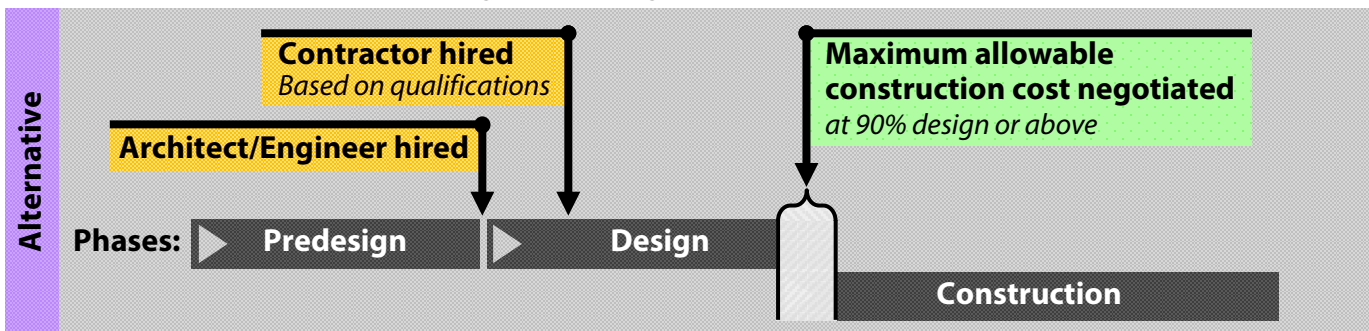 Alternative
Contractor hired
Based on qualifications
Architect/Engineer hired
Maximum allowable
construction cost negotiated
at 90% design or above
Phases:
Predesign
Design
Construction